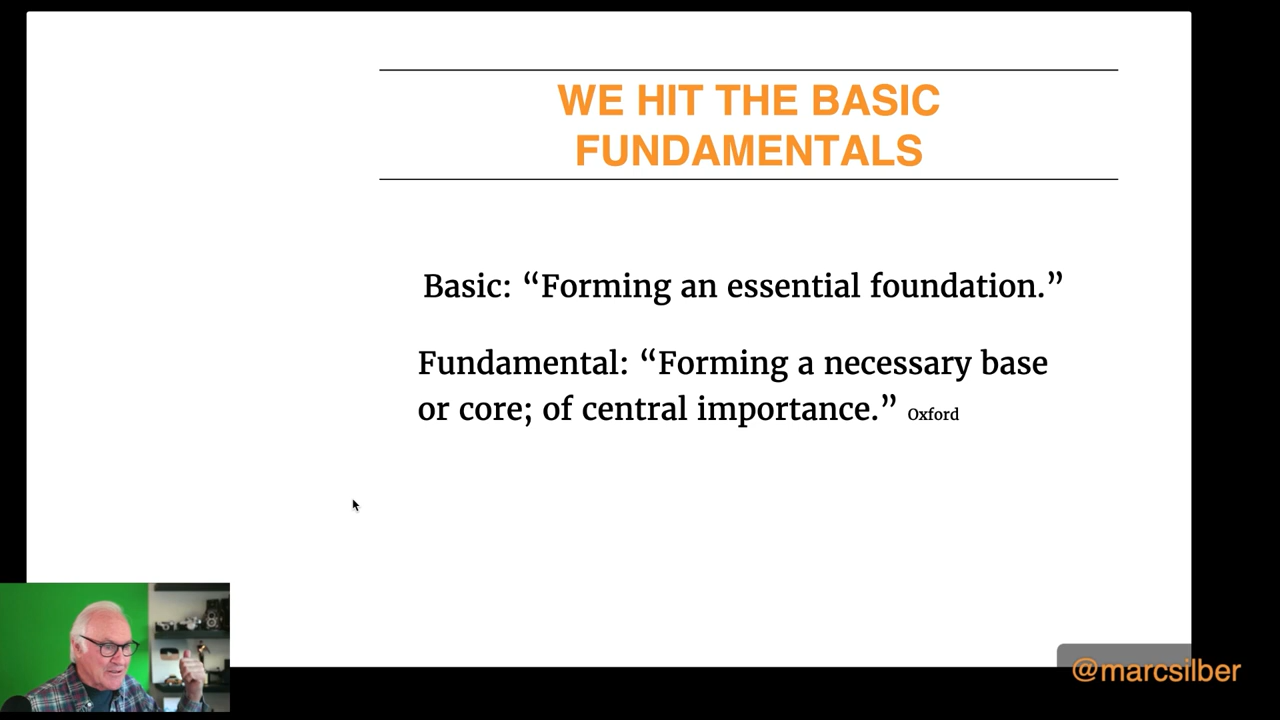 WE HIT THE BASIC
FUNDAMENTALS
Basic: “Forming an essential foundation.”
Fundamental: “Forming a necessary base
or core; of central importance.” Oxford
@marcsilber